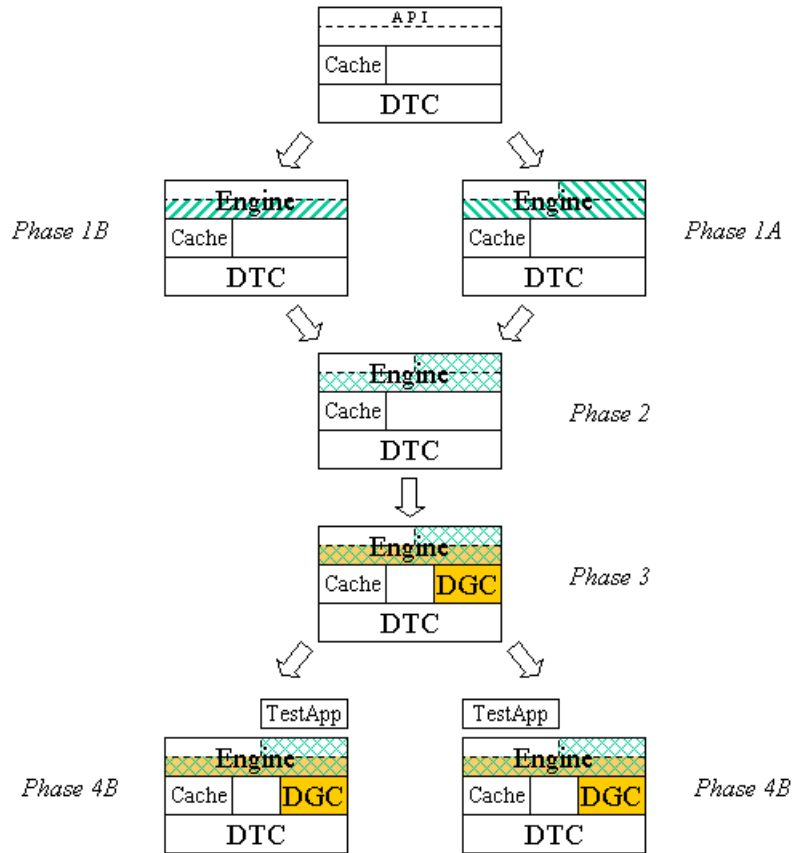 API
Cache
DTC
Phase 1B
Engine
Cache
DTC
Engine
Cache
DTC
Phase 1A
Engine
Cache
DTC
Phase 2
Engine
Cache
DGC
DTC
Phase 3
TestApp
Engine
Cache
DGC
DTC
Phase 4B
TestApp
Engine
Cache
DGC
DTC
Phase 4B